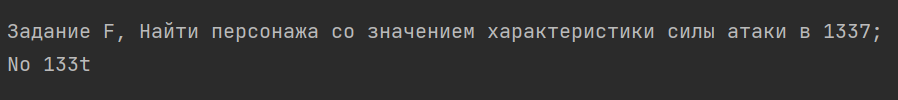 Задание F, Найти персонажа со значением характеристики силы атаки в 1337;
No 133t